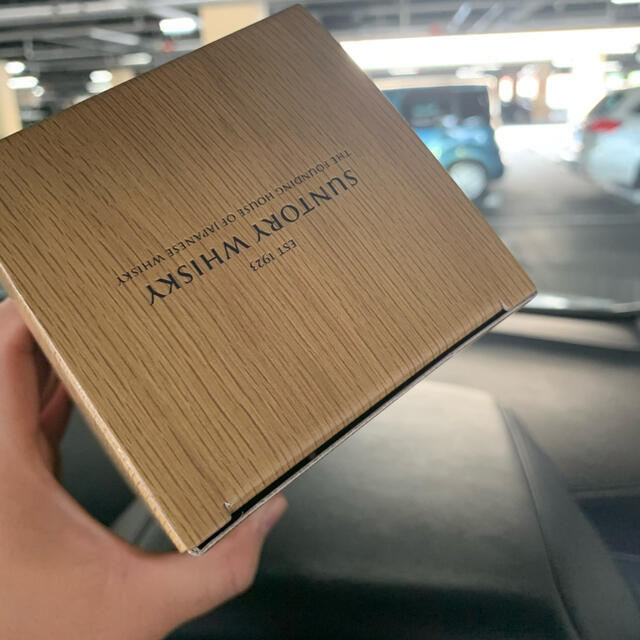 EST 1923
SUNTORY WHISKY
THE FOUNDING HOUSE OF JAPANESE WHISKY